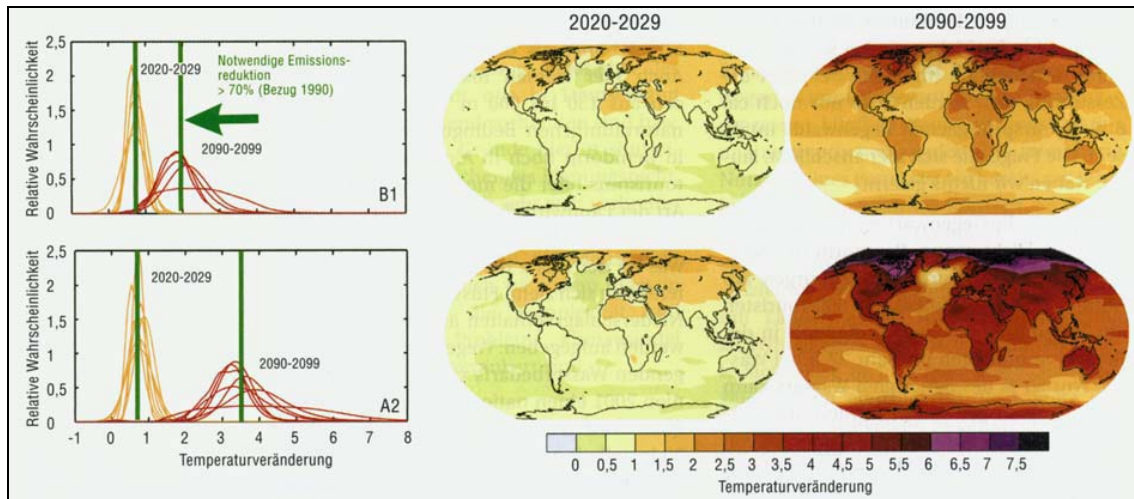 2020-2029
2090-2099
Relative Wahrscheinlichkeit
2,5
2
1,5
1
0,5
0
2020-2029
Notwendige Emissions-
reduktion
> 70% (Bezug 1990)
2090-2099
B1
Relative Wahrscheinlichkeit
2,5
2
1,5
1
0,5
0
2020-2029
2090-2099
A2
-1 0 1 2 3 4 5 6 7 8
Temperaturveränderung
0 0,5 1 1,5 2 2,5 3 3,5 4 4,5 5 5,5 6 6,5 7 7,5
Temperaturveränderung